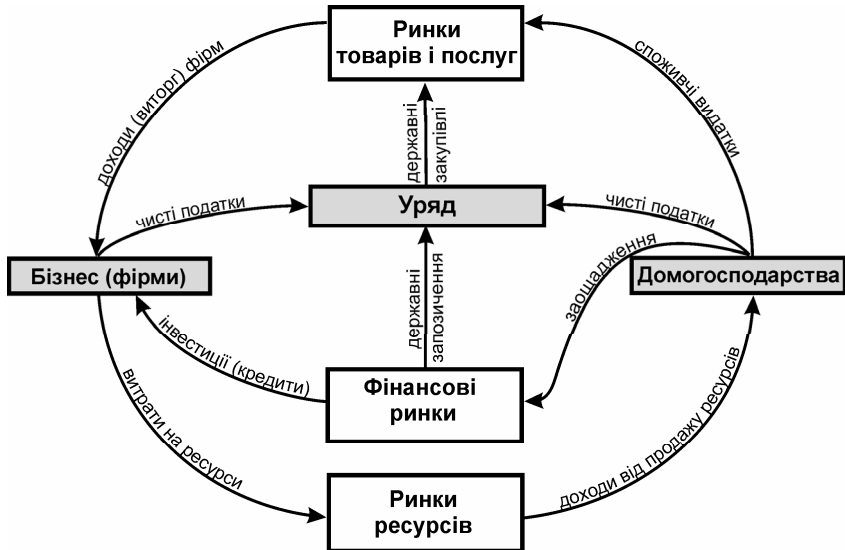 Ринки
товарів і послуг
доходи (виторг) фірм
споживчі видатки
державні
закупівлі
чисті податки
Уряд
чисті податки
Бізнес (фірми)
Домогосподарства
заощадження
державні
запозичення
інвестиції (кредити)
Фінансові
ринки
витрати на ресурси
доходи від продажу ресурсів
Ринки
ресурсів